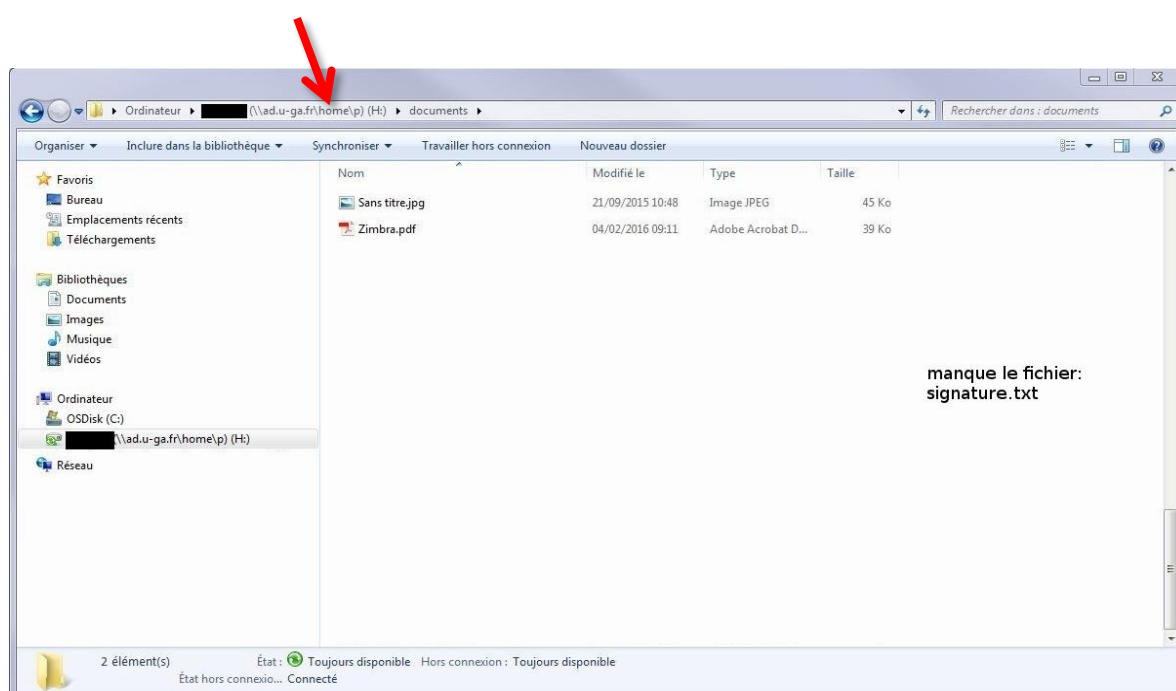 Ordinateur (\\ad.u-ga.fr\home\p) (H:) documents
Rechercher dans : documents
Organiser Inclure dans la bibliothèque Synchroniser Travailler hors connexion Nouveau dossier
Nom Modifié le Type Taille
Favoris
Bureau
Emplacements récents
Téléchargements
Bibliothèques
Documents
Images
Musique
Vidéos
Ordinateur
OSDisk (C:)
(\\ad.u-ga.fr\home\p) (H:)
Réseau
Sans titre.jpg 21/09/2015 10:48 Image JPEG 45 Ko
Zimbra.pdf 04/02/2016 09:11 Adobe Acrobat D... 39 Ko
manque le fichier:
signature.txt
2 élément(s) État : Toujours disponible Hors connexion : Toujours disponible
État hors connexio... Connecté